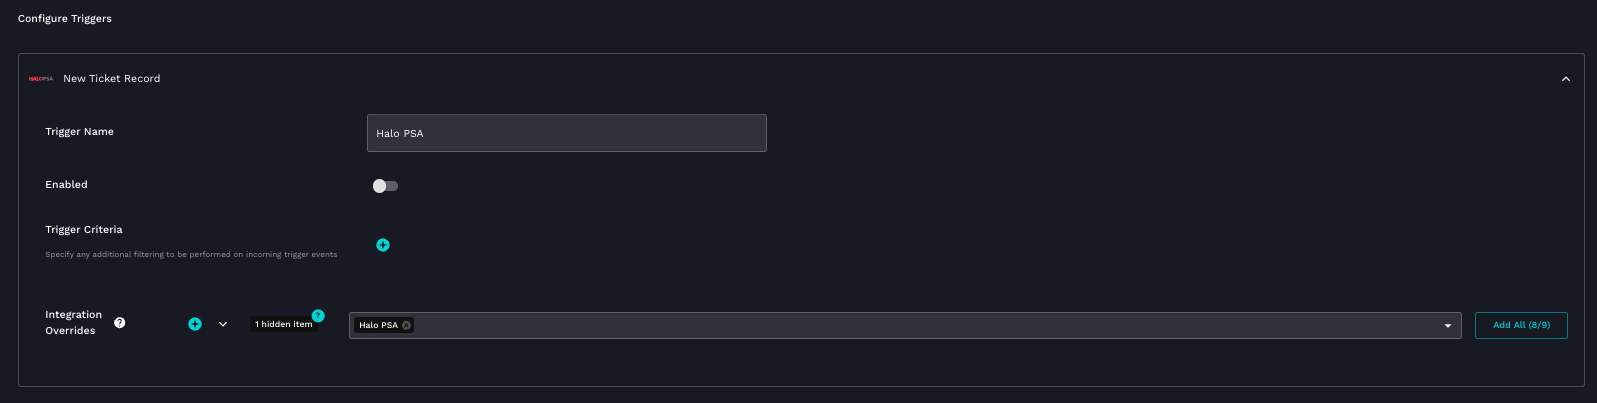 Configure Triggers
HALOPSA New Ticket Record
Trigger Name
Halo PSA
Enabled
Trigger Criteria
Specify any additional filtering to be performed on incoming trigger events
Integration
Overrides
?
1 hidden item
?
Halo PSA
Add All (8/9)